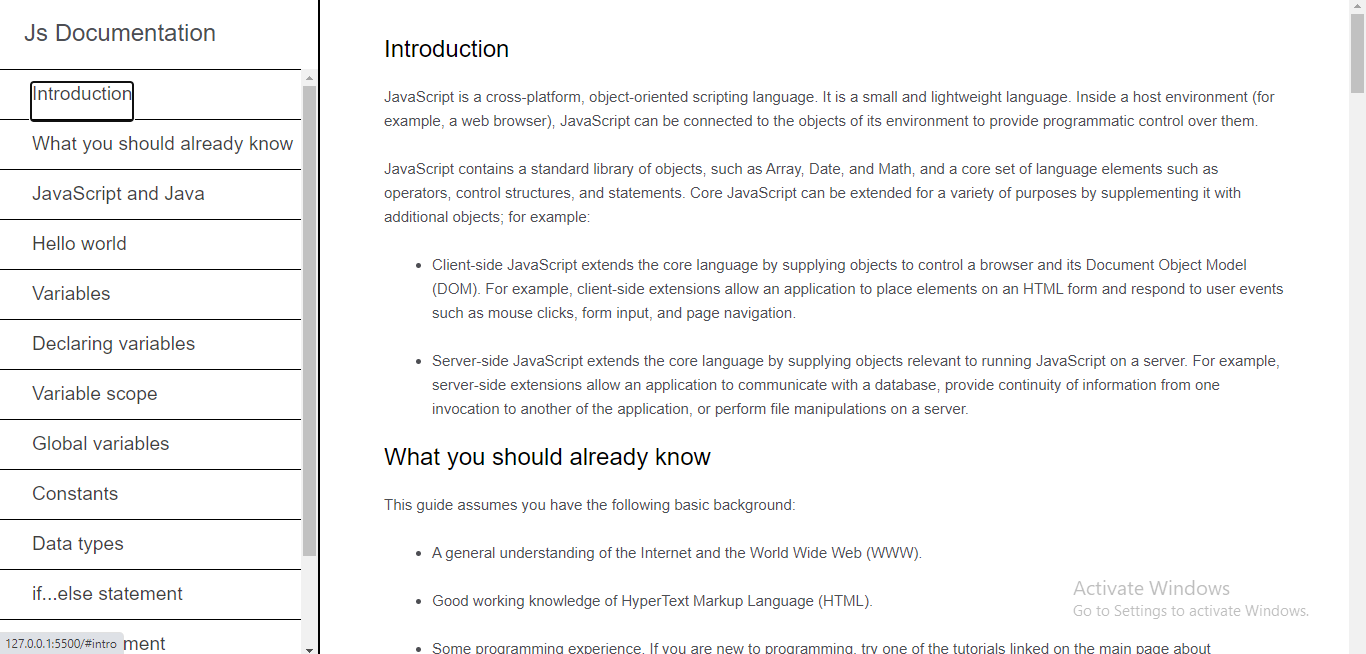 Js Documentation
Introduction
What you should already know
JavaScript and Java
Hello world
Variables
Declaring variables
Variable scope
Global variables
Constants
Data types
if...else statement
ment
127.0.0.1:5500/#intro
Introduction
JavaScript is a cross-platform, object-oriented scripting language. It is a small and lightweight language. Inside a host environment (for
example, a web browser), JavaScript can be connected to the objects of its environment to provide programmatic control over them.
JavaScript contains a standard library of objects, such as Array, Date, and Math, and a core set of language elements such as
operators, control structures, and statements. Core JavaScript can be extended for a variety of purposes by supplementing it with
additional objects; for example:
• Client-side JavaScript extends the core language by supplying objects to control a browser and its Document Object Model
(DOM). For example, client-side extensions allow an application to place elements on an HTML form and respond to user events
such as mouse clicks, form input, and page navigation.
• Server-side JavaScript extends the core language by supplying objects relevant to running JavaScript on a server. For example,
server-side extensions allow an application to communicate with a database, provide continuity of information from one
invocation to another of the application, or perform file manipulations on a server.
What you should already know
This guide assumes you have the following basic background:
• A general understanding of the Internet and the World Wide Web (WWW).
• Good working knowledge of HyperText Markup Language (HTML).
• Some programming experience. If you are new to programming, try one of the tutorials linked on the main page about
Activate Windows
Go to Settings to activate Windows.